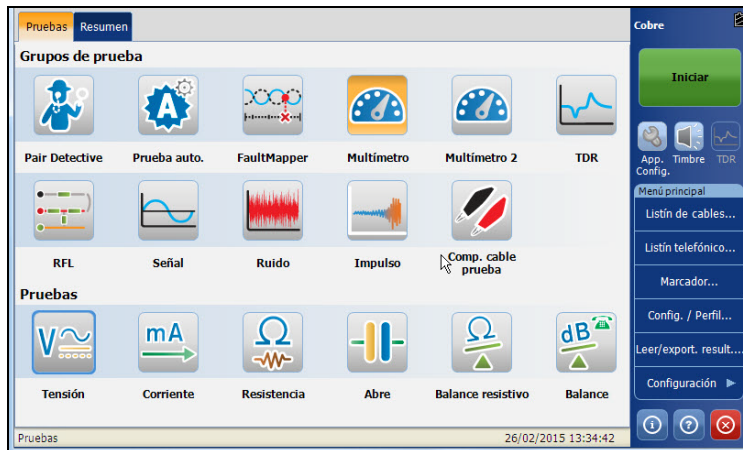 Pruebas Resumen
Cobre
Grupos de prueba
Iniciar
Pair Detective Prueba auto. FaultMapper Multímetro Multímetro 2 TDR
App. Config. Timbre TDR
Menú principal
Listín de cables...
Listín telefónico...
RFL Señal Ruido Impulso Comp. cable prueba
Marcador...
Pruebas
Config. / Perfil...
V mA Ω Ω dB
Leer/export. result....
Tensión Corriente Resistencia Abre Balance resistivo Balance
Configuración
Pruebas 26/02/2015 13:34:42